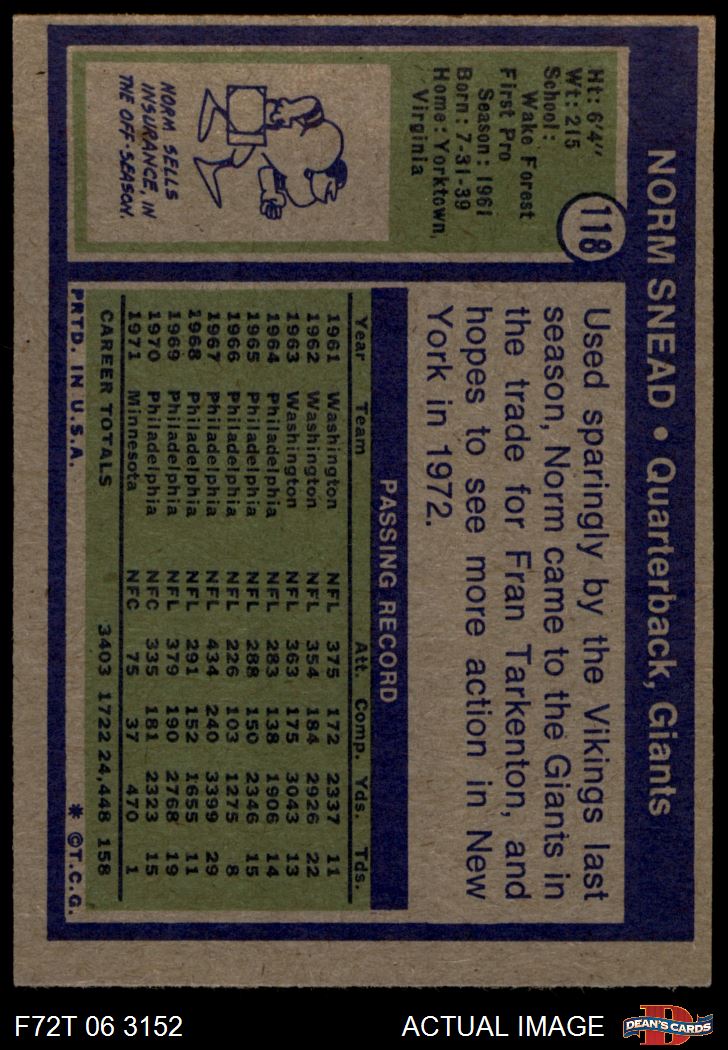 NORM SNEAD • Quarterback, Giants
118
Ht: 6'4"
Wt: 215
School:
Wake Forest
First Pro
Season: 1961
Born: 7-31-39
Home: Yorktown,
Virginia
NORM SELLS
INSURANCE, IN
THE OFF-SEASON.
Used sparingly by the Vikings last
season, Norm came to the Giants in
the trade for Fran Tarkenton, and
hopes to see more action in New
York in 1972.
PASSING RECORD
Year Team Att. Comp. Yds. Tds.
1961 Washington NFL 375 172 2337 11
1962 Washington NFL 354 184 2926 22
1963 Washington NFL 363 175 3043 13
1964 Philadelphia NFL 283 138 1906 14
1965 Philadelphia NFL 288 150 2346 15
1966 Philadelphia NFL 226 103 1275 8
1967 Philadelphia NFL 434 240 3399 29
1968 Philadelphia NFL 291 152 1655 11
1969 Philadelphia NFL 379 190 2768 19
1970 Philadelphia NFC 335 181 2323 15
1971 Minnesota NFC 75 37 470 1
CAREER TOTALS 3403 1722 24,448 158
PRTD. IN U.S.A. * ©T.C.G.
F72T 06 3152 ACTUAL IMAGE
D
DEAN'S CARDS